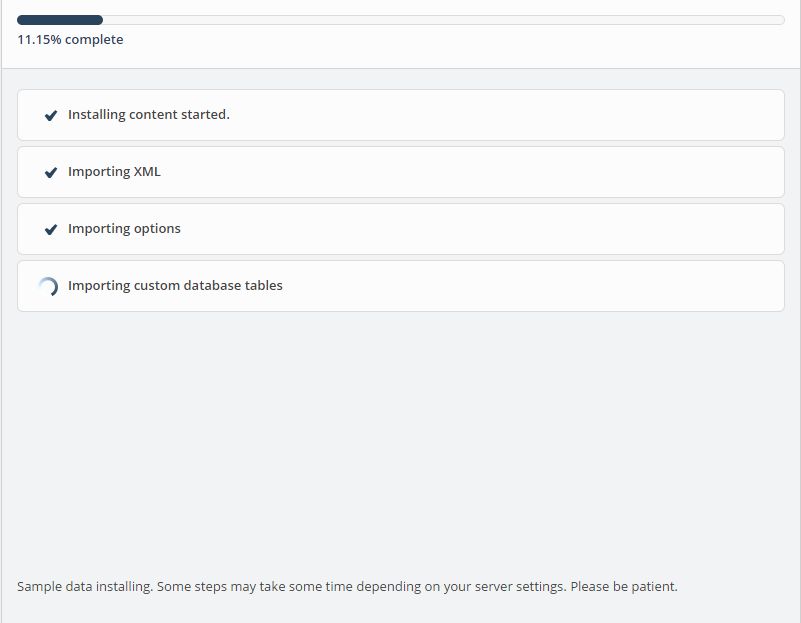 11.15% complete
Installing content started.
Importing XML
Importing options
Importing custom database tables
Sample data installing. Some steps may take some time depending on your server settings. Please be patient.